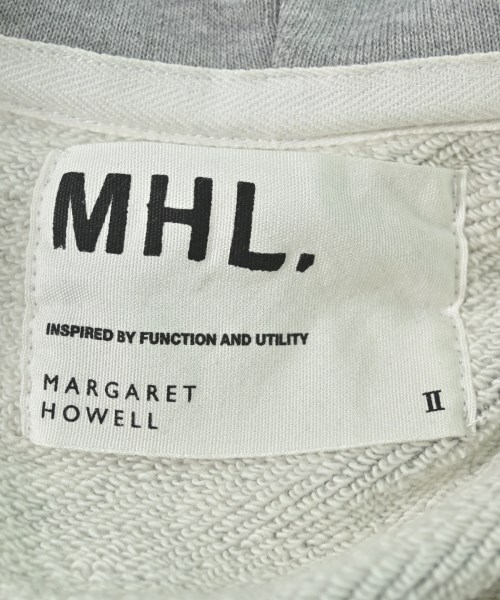 MHL.
INSPIRED BY FUNCTION AND UTILITY
MARGARET
HOWELL
II